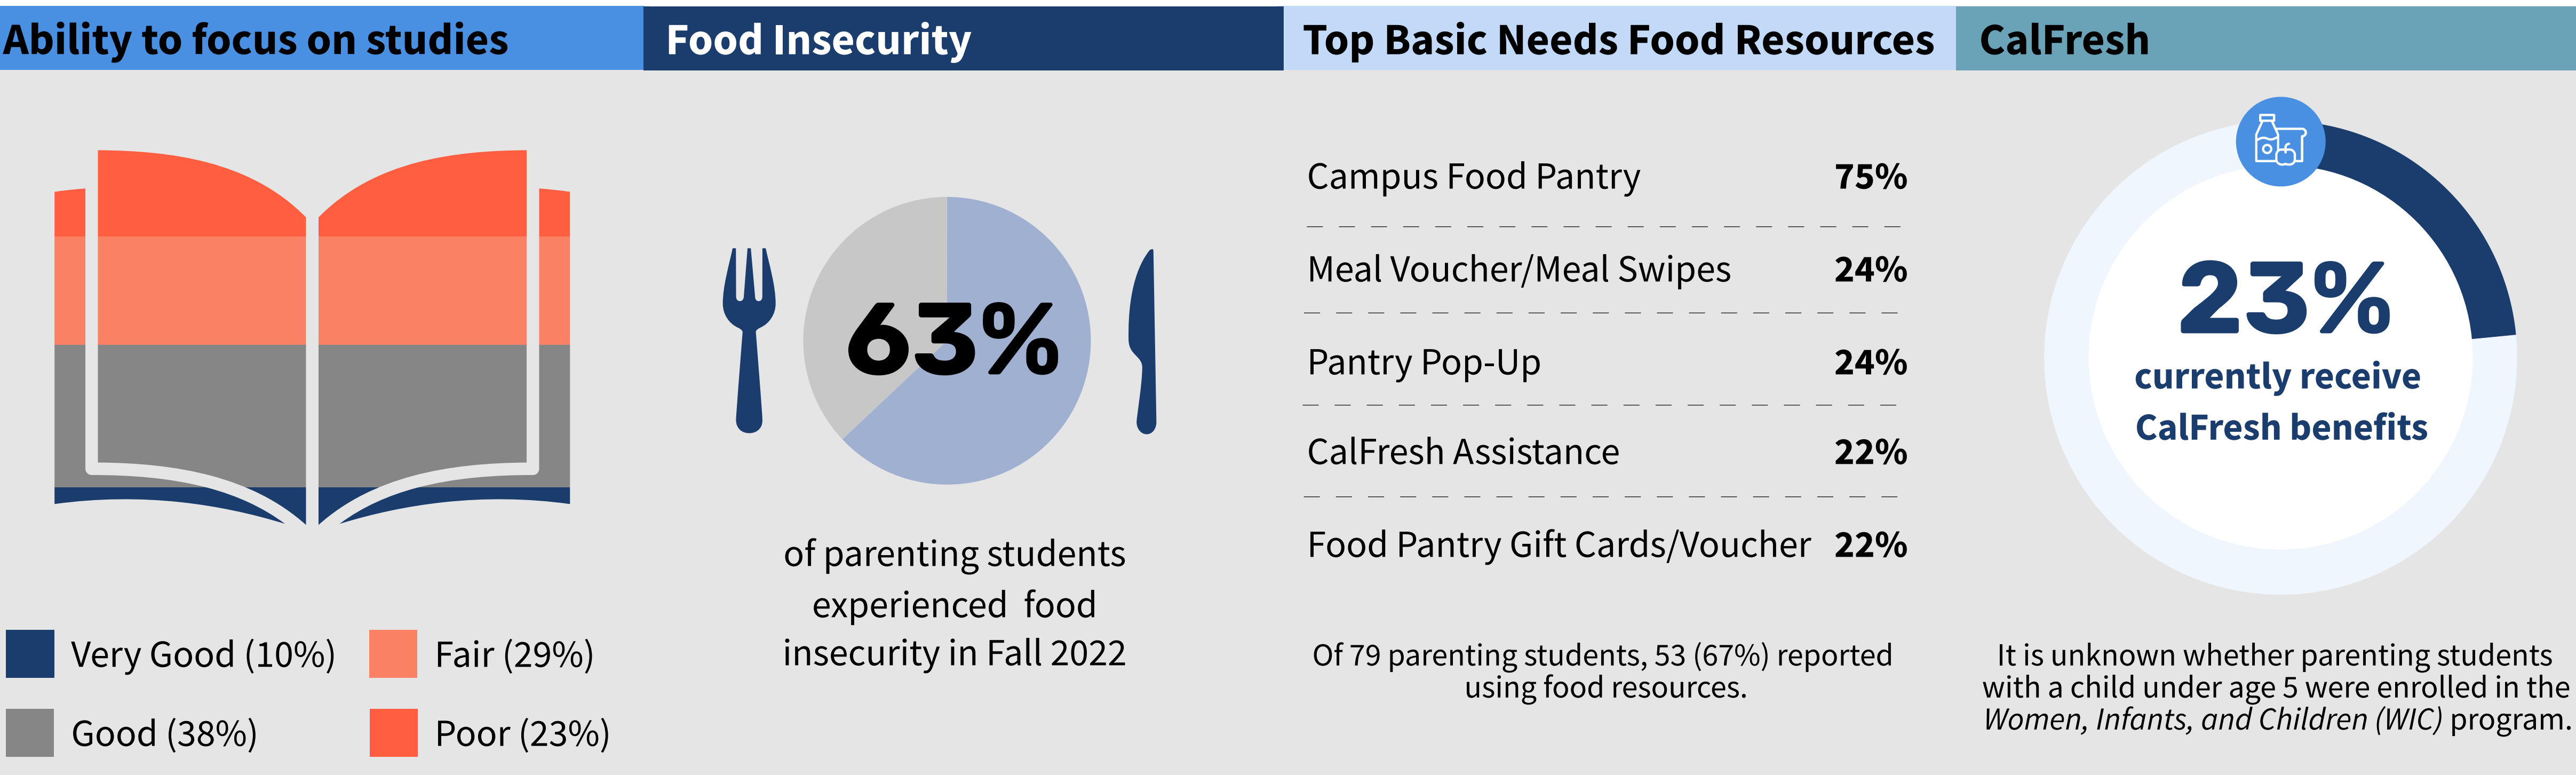 Ability to focus on studies
Very Good (10%)
Fair (29%)
Good (38%)
Poor (23%)
Food Insecurity
63%
of parenting students
experienced food
insecurity in Fall 2022
Top Basic Needs Food Resources
Campus Food Pantry 75%
Meal Voucher/Meal Swipes 24%
Pantry Pop-Up 24%
CalFresh Assistance 22%
Food Pantry Gift Cards/Voucher 22%
Of 79 parenting students, 53 (67%) reported
using food resources.
CalFresh
23%
currently receive
CalFresh benefits
It is unknown whether parenting students
with a child under age 5 were enrolled in the
Women, Infants, and Children (WIC) program.